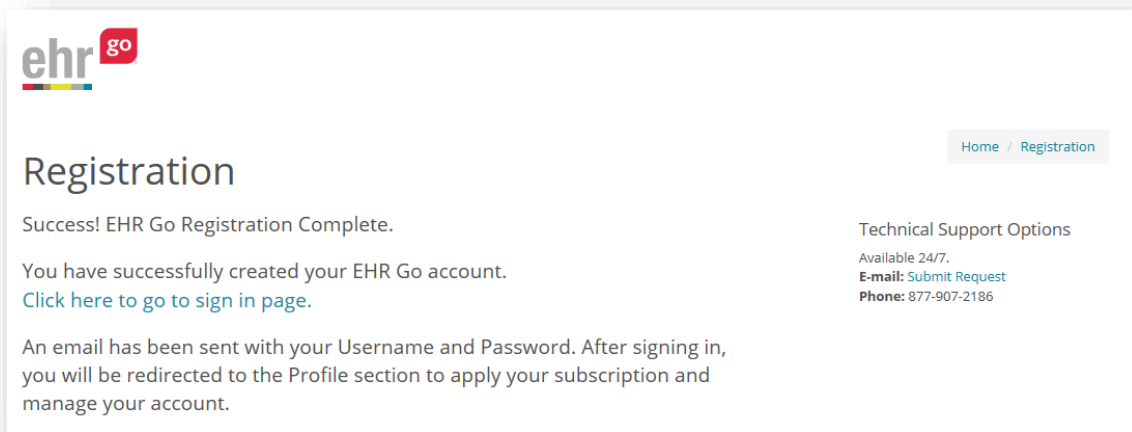 ehr go
Home / Registration
Registration
Success! EHR Go Registration Complete.
You have successfully created your EHR Go account.
Click here to go to sign in page.
An email has been sent with your Username and Password. After signing in,
you will be redirected to the Profile section to apply your subscription and
manage your account.
Technical Support Options
Available 24/7.
E-mail: Submit Request
Phone: 877-907-2186